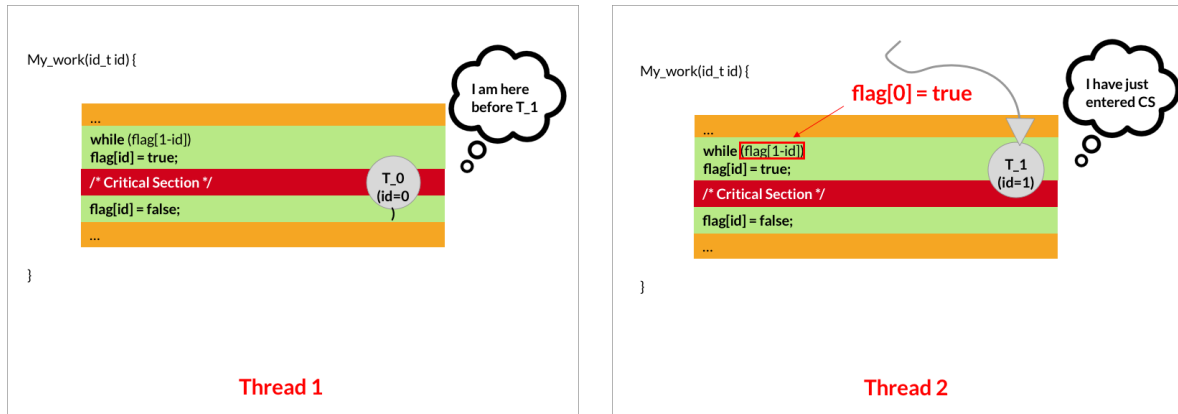 My_work(id_t id) {
I am here
before T_1
...
while (flag[1-id])
flag[id] = true;
/* Critical Section */
T_0
(id=0
)
flag[id] = false;
...
}
Thread 1
My_work(id_t id) {
flag[0] = true
I have just
entered CS
...
while (flag[1-id])
flag[id] = true;
T_1
(id=1)
/* Critical Section */
flag[id] = false;
...
}
Thread 2